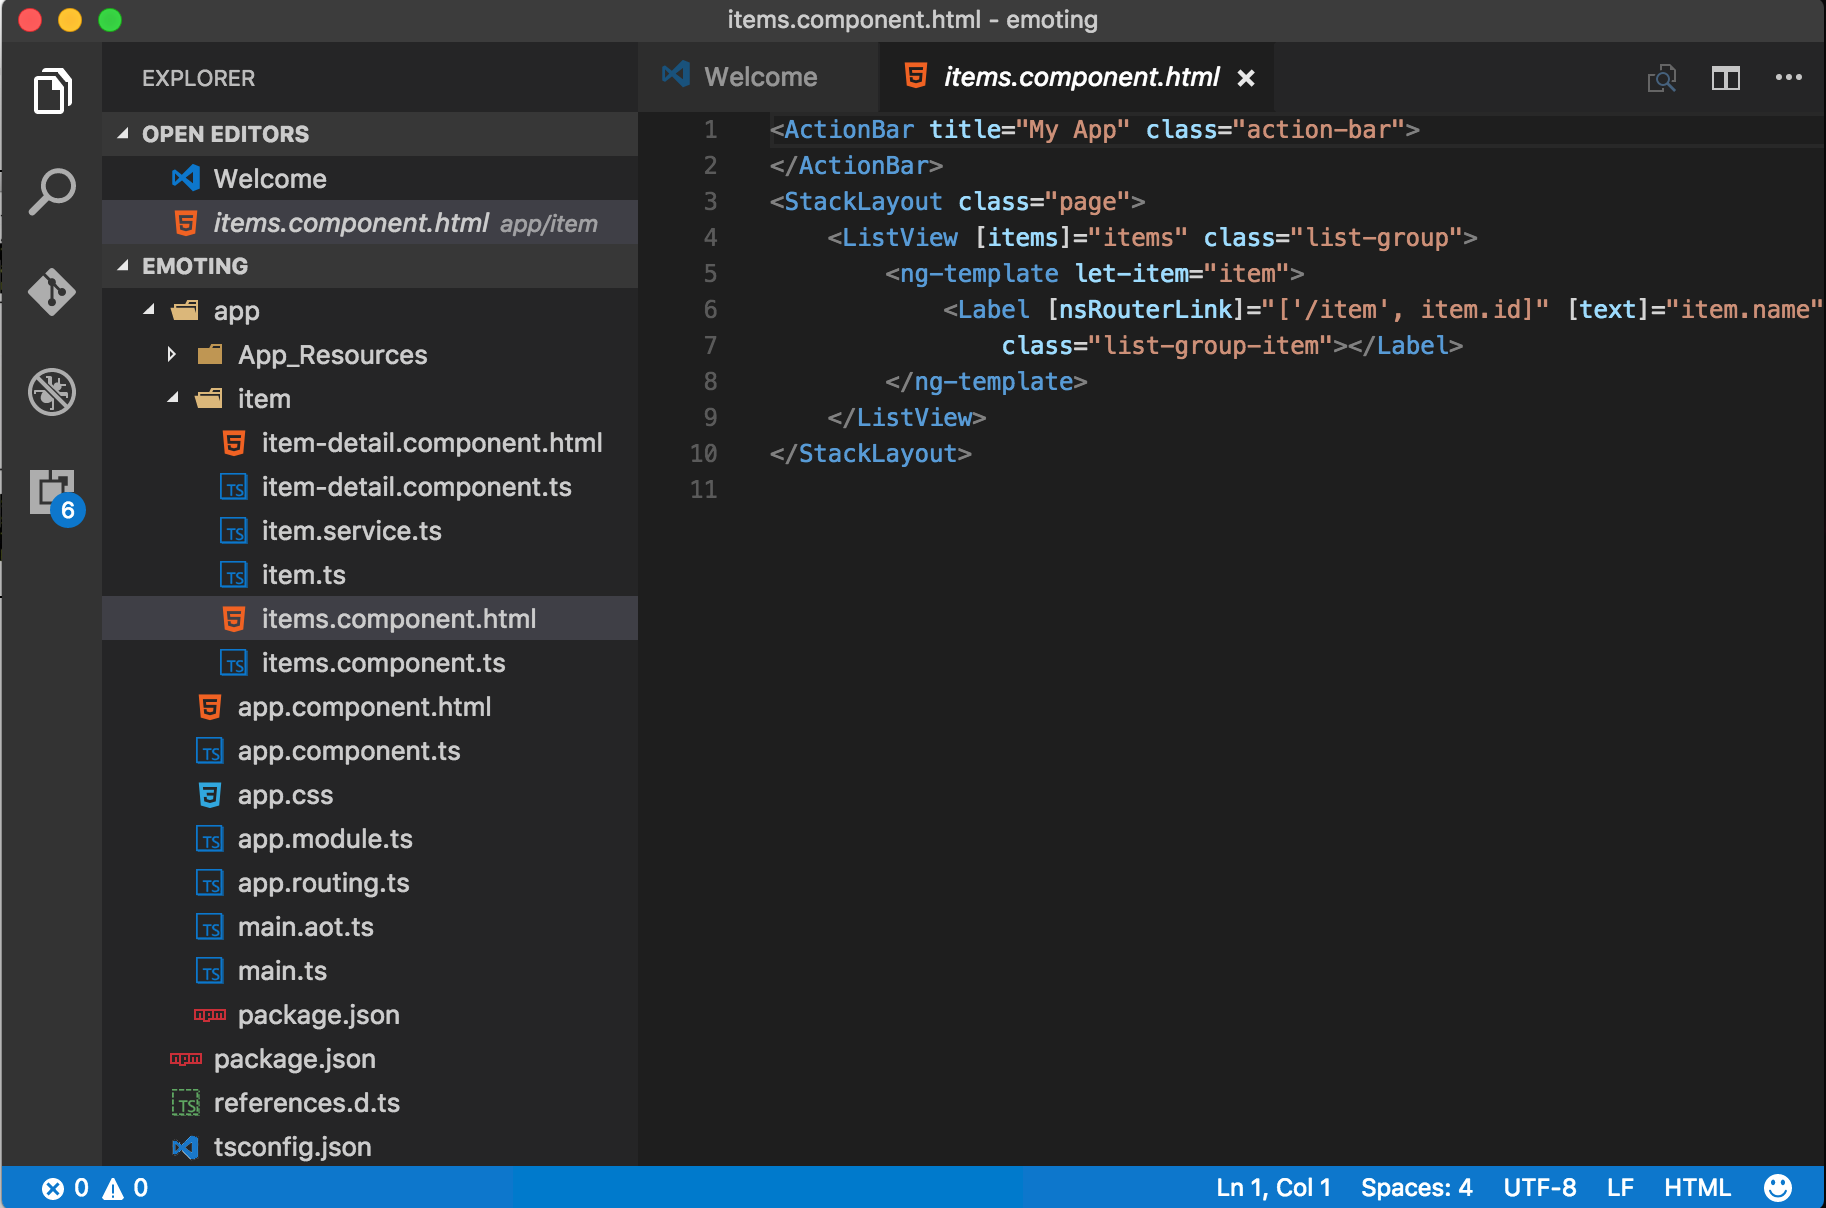 items.component.html - emoting
EXPLORER
OPEN EDITORS
Welcome
items.component.html app/item
EMOTING
app
App_Resources
item
item-detail.component.html
item-detail.component.ts
item.service.ts
item.ts
items.component.html
items.component.ts
app.component.html
app.component.ts
app.css
app.module.ts
app.routing.ts
main.aot.ts
main.ts
package.json
package.json
references.d.ts
tsconfig.json
6
Welcome items.component.html
1 <ActionBar title="My App" class="action-bar">
2 </ActionBar>
3 <StackLayout class="page">
4 <ListView [items]="items" class="list-group">
5 <ng-template let-item="item">
6 <Label [nsRouterLink]="['/item', item.id]" [text]="item.name"
7 class="list-group-item"></Label>
8 </ng-template>
9 </ListView>
10 </StackLayout>
11
0 0 Ln 1, Col 1 Spaces: 4 UTF-8 LF HTML